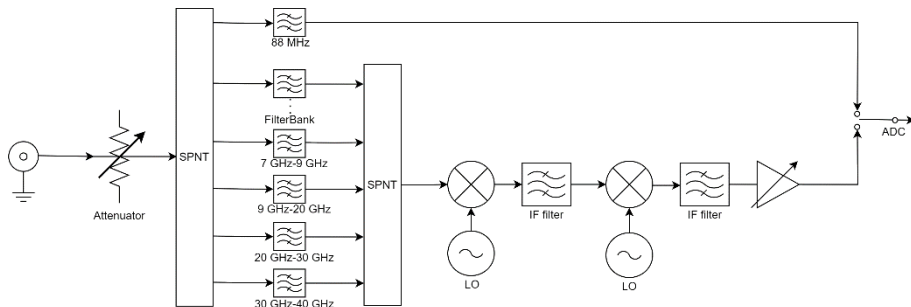 88 MHz
FilterBank
7 GHz-9 GHz
9 GHz-20 GHz
20 GHz-30 GHz
30 GHz-40 GHz
Attenuator
SPNT
SPNT
LO
IF filter
LO
IF filter
ADC